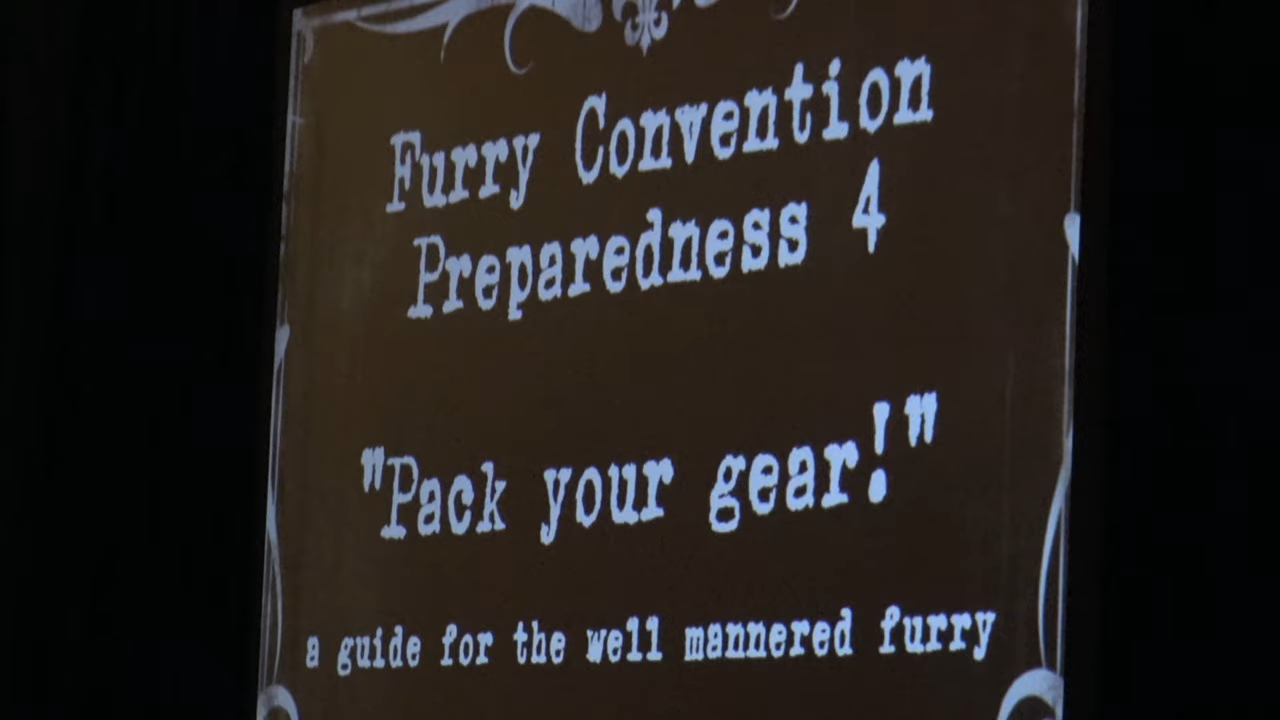 Furry Convention
Preparedness 4
"Pack your gear!"
a guide for the well mannered furry